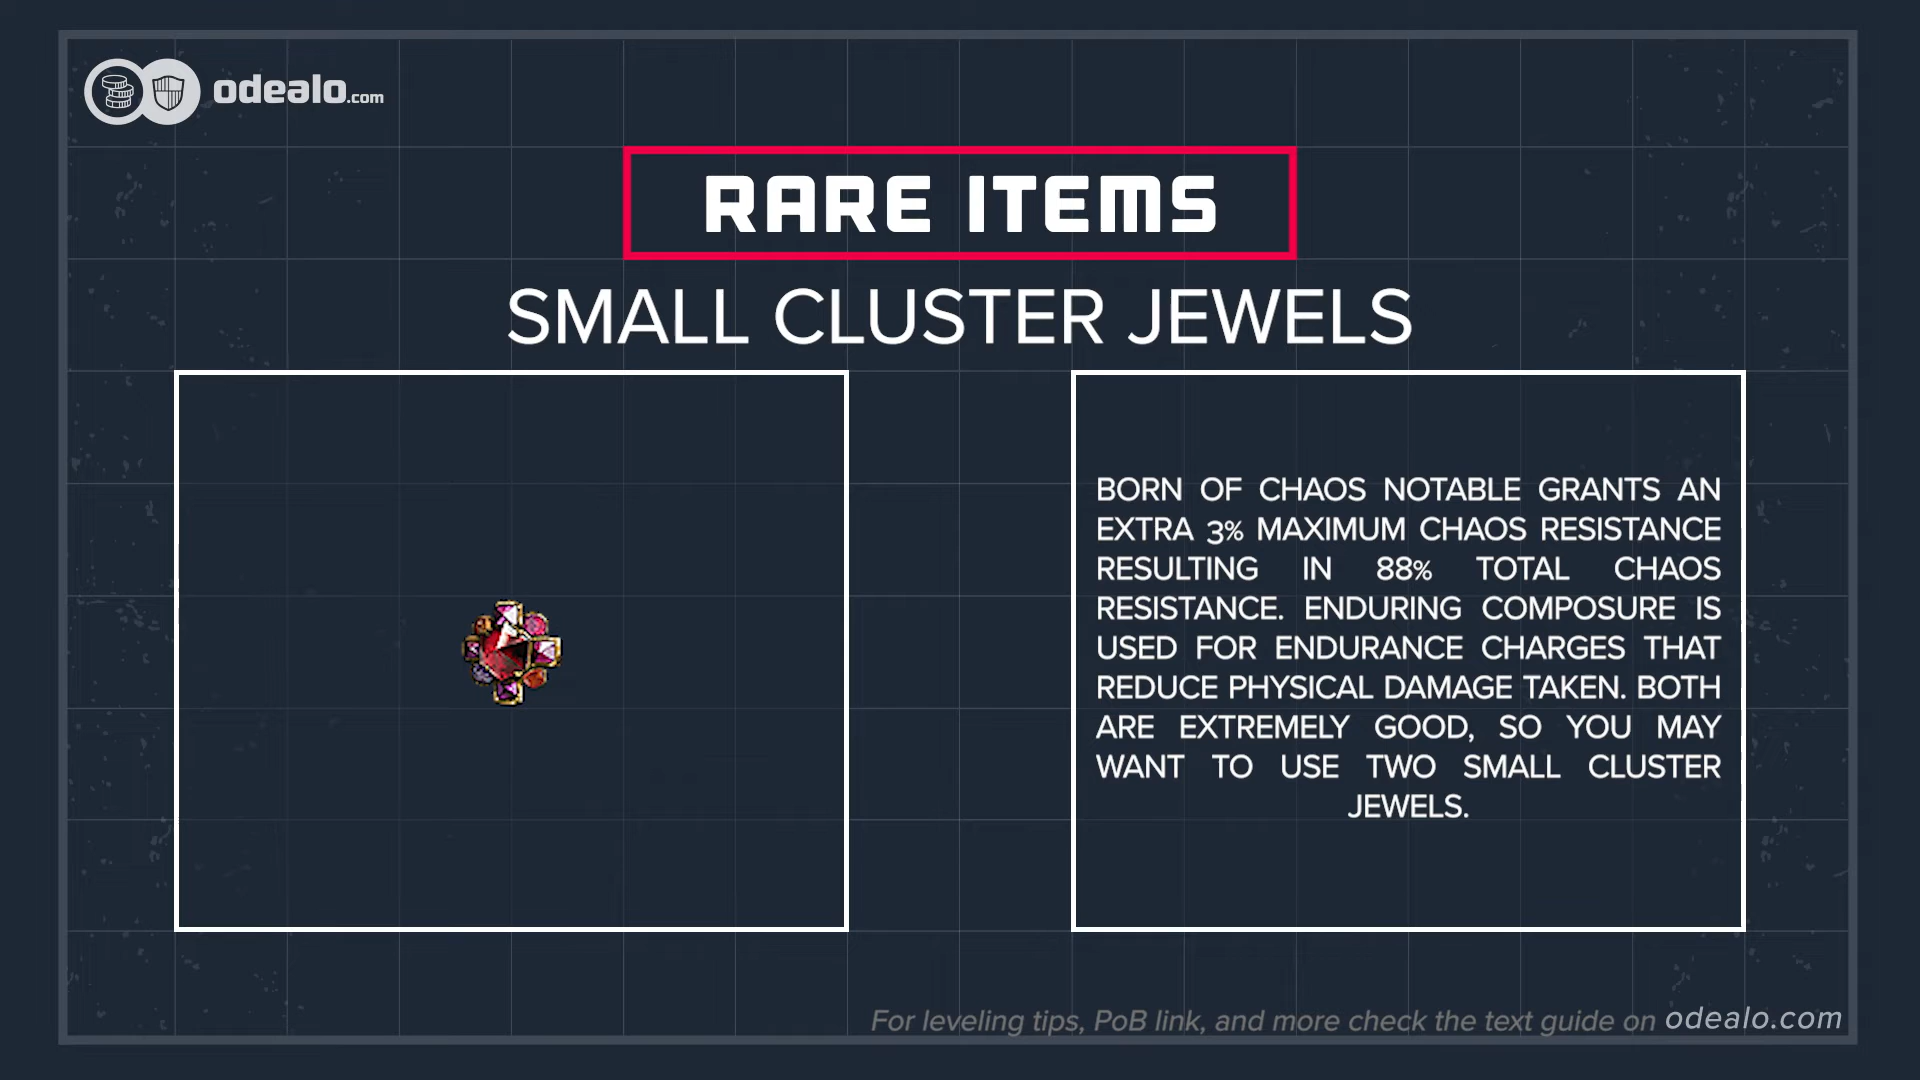 odealo.com
RARE ITEMS
SMALL CLUSTER JEWELS
BORN OF CHAOS NOTABLE GRANTS AN
EXTRA 3% MAXIMUM CHAOS RESISTANCE
RESULTING IN 88% TOTAL CHAOS
RESISTANCE. ENDURING COMPOSURE IS
USED FOR ENDURANCE CHARGES THAT
REDUCE PHYSICAL DAMAGE TAKEN. BOTH
ARE EXTREMELY GOOD, SO YOU MAY
WANT TO USE TWO SMALL CLUSTER
JEWELS.
For leveling tips, PoB link, and more check the text guide on odealo.com